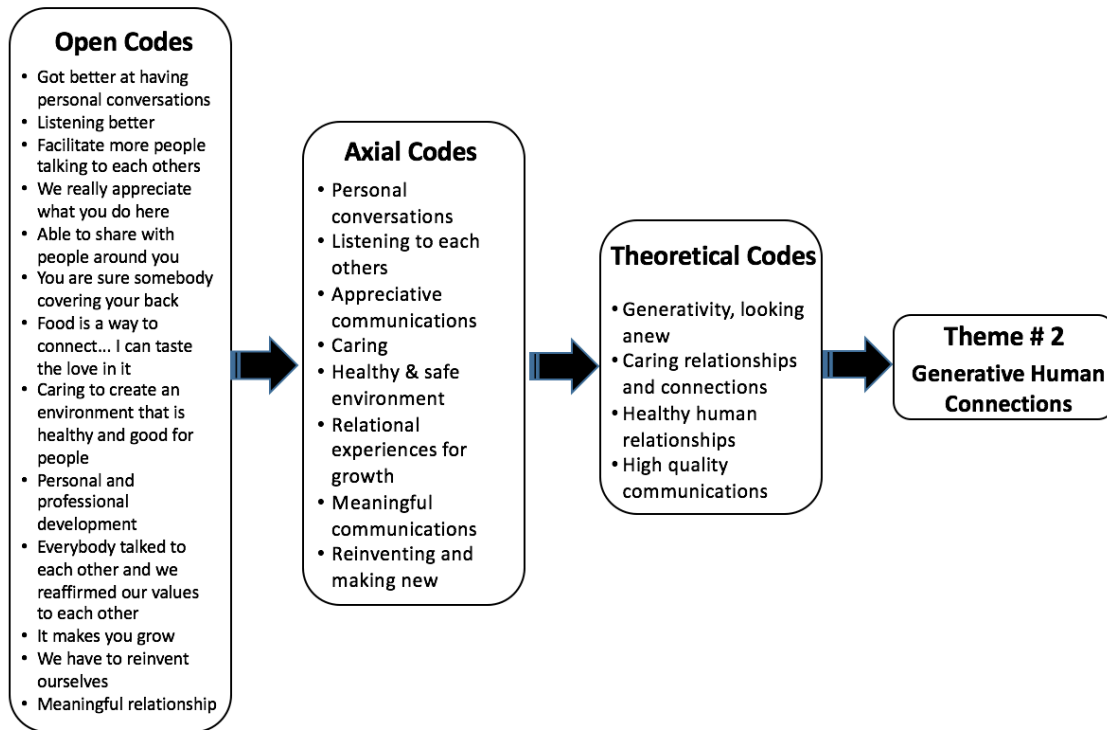 Open Codes
• Got better at having
personal conversations
• Listening better
• Facilitate more people
talking to each others
• We really appreciate
what you do here
• Able to share with
people around you
• You are sure somebody
covering your back
• Food is a way to
connect... I can taste
the love in it
• Caring to create an
environment that is
healthy and good for
people
• Personal and
professional
development
• Everybody talked to
each other and we
reaffirmed our values
to each other
• It makes you grow
• We have to reinvent
ourselves
• Meaningful relationship
Axial Codes
• Personal
conversations
• Listening to each
others
• Appreciative
communications
• Caring
• Healthy & safe
environment
• Relational
experiences for
growth
• Meaningful
communications
• Reinventing and
making new
Theoretical Codes
• Generativity, looking
anew
• Caring relationships
and connections
• Healthy human
relationships
• High quality
communications
Theme # 2
Generative Human
Connections